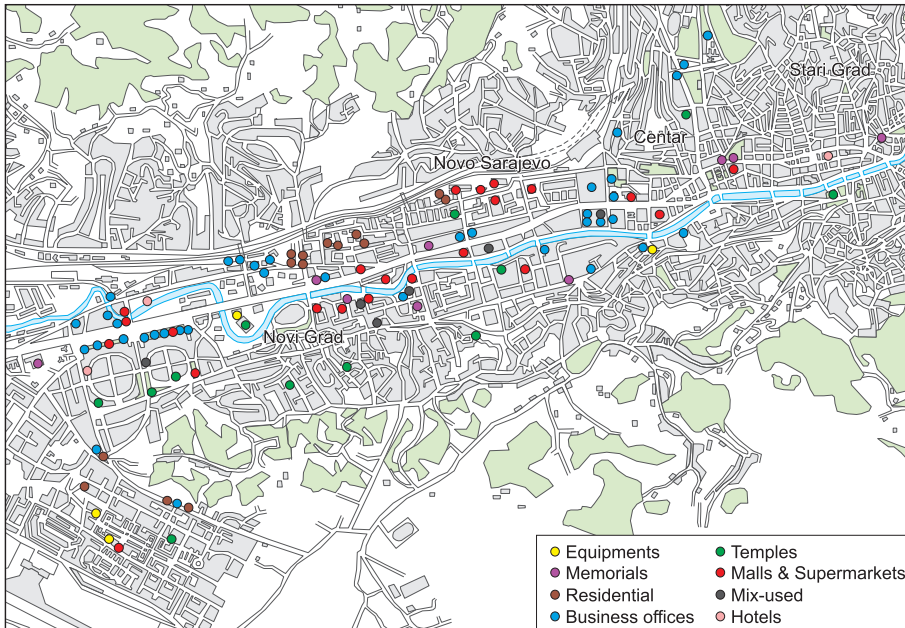 Stari Grad
Centar
Novo Sarajevo
Novi Grad
Equipments
Memorials
Residential
Business offices
Temples
Malls & Supermarkets
Mix-used
Hotels